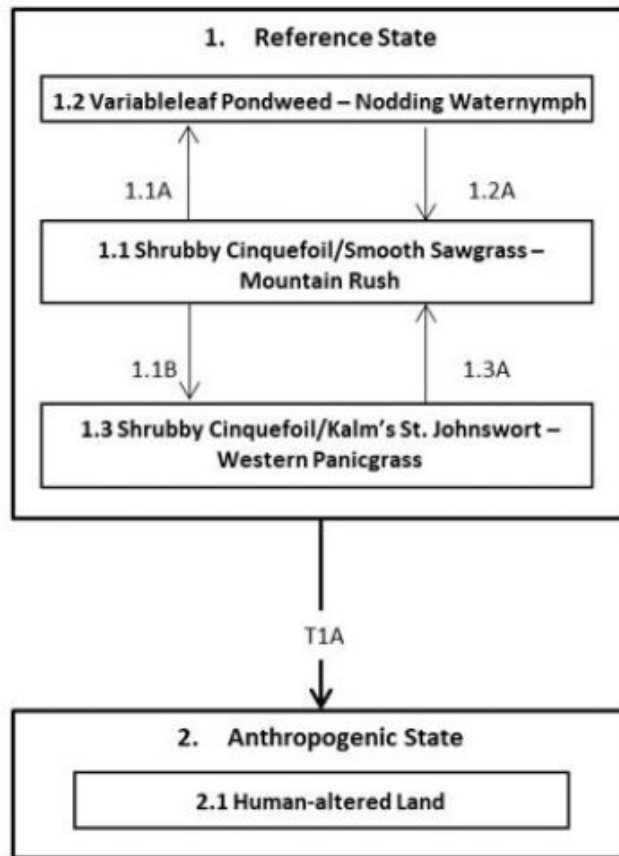 1. Reference State
1.2 Variableleaf Pondweed – Nodding Waternymph
1.1A
1.2A
1.1 Shrubby Cinquefoil/Smooth Sawgrass –
Mountain Rush
1.1B
1.3A
1.3 Shrubby Cinquefoil/Kalm's St. Johnswort –
Western Panicgrass
T1A
2. Anthropogenic State
2.1 Human-altered Land